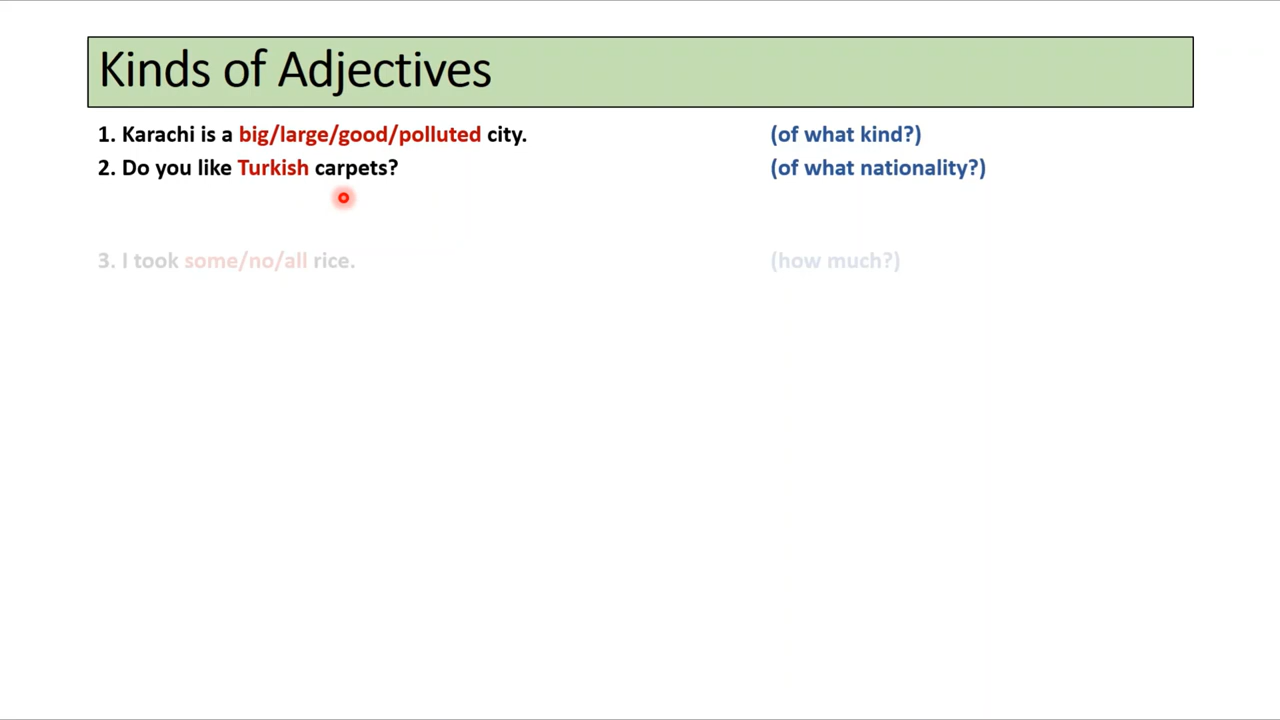 Kinds of Adjectives
1. Karachi is a big/large/good/polluted city. (of what kind?)
2. Do you like Turkish carpets? (of what nationality?)
3. I took some/no/all rice. (how much?)